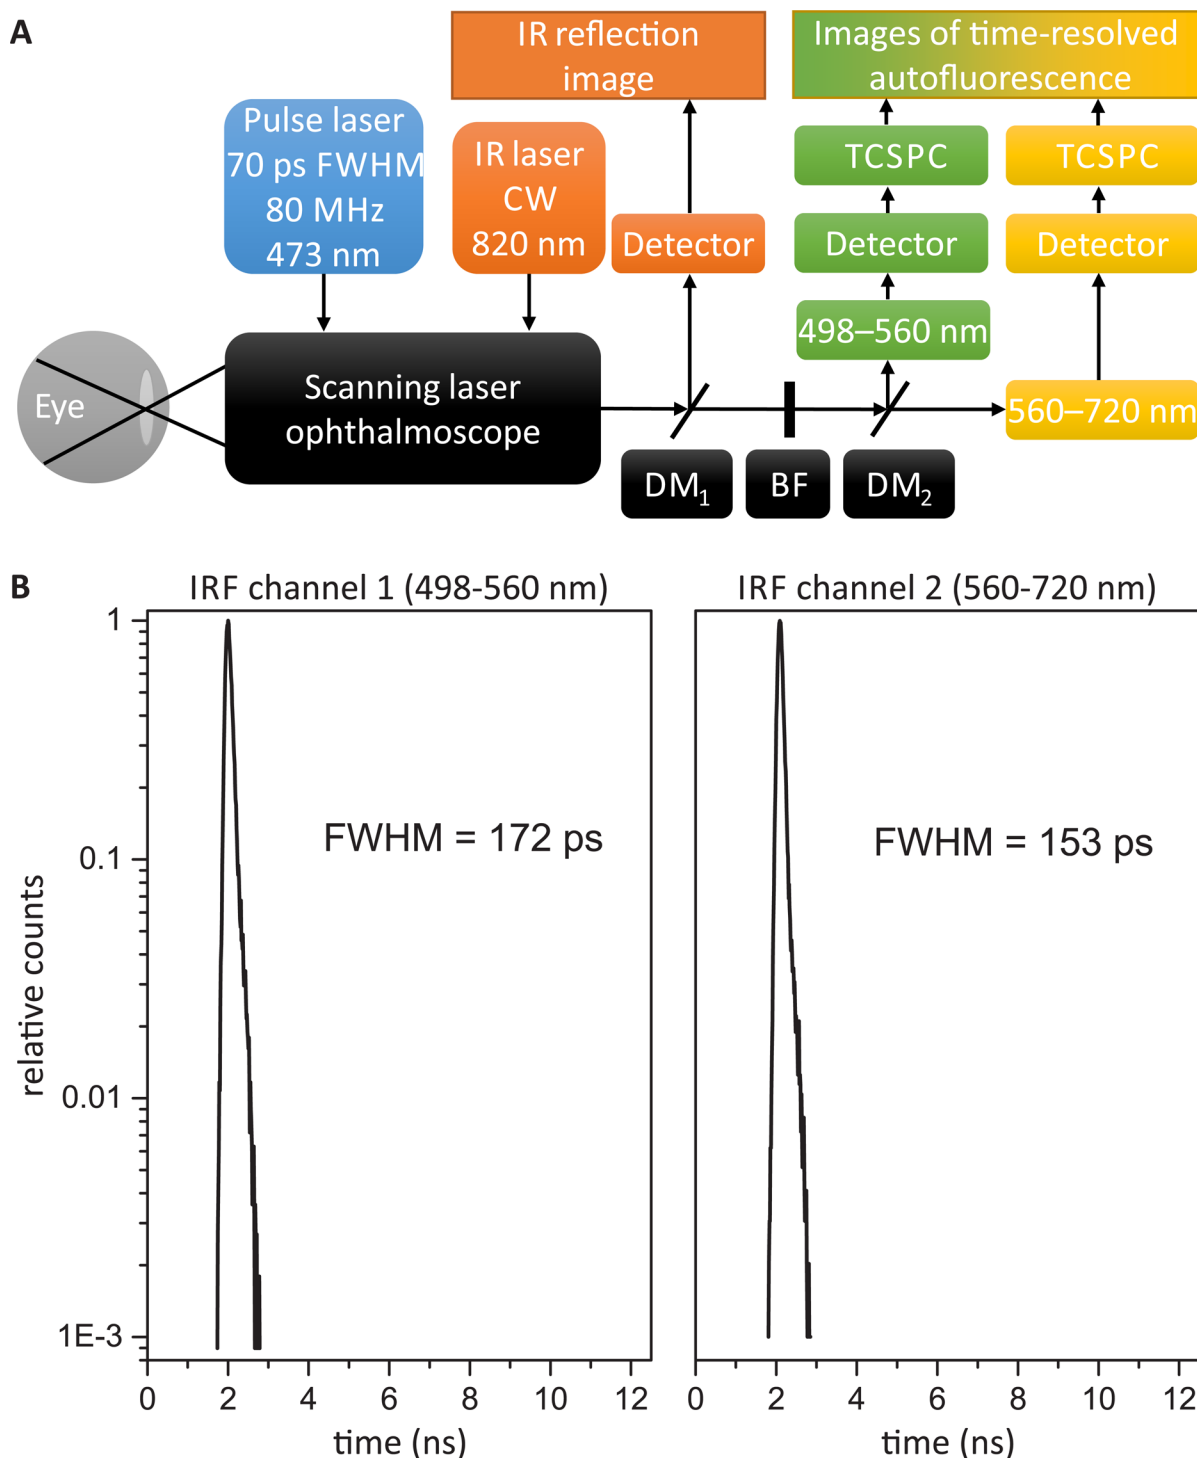 A
IR reflection
image
Images of time-resolved
autofluorescence
Pulse laser
70 ps FWHM
80 MHz
473 nm
IR laser
CW
820 nm
Detector
TCSPC
Detector
498–560 nm
TCSPC
Detector
560–720 nm
Eye
Scanning laser
ophthalmoscope
DM1
BF
DM2
B
IRF channel 1 (498-560 nm)
IRF channel 2 (560-720 nm)
1
0.1
0.01
1E-3
relative counts
FWHM = 172 ps
FWHM = 153 ps
0 2 4 6 8 10 12
0 2 4 6 8 10 12
time (ns)
time (ns)